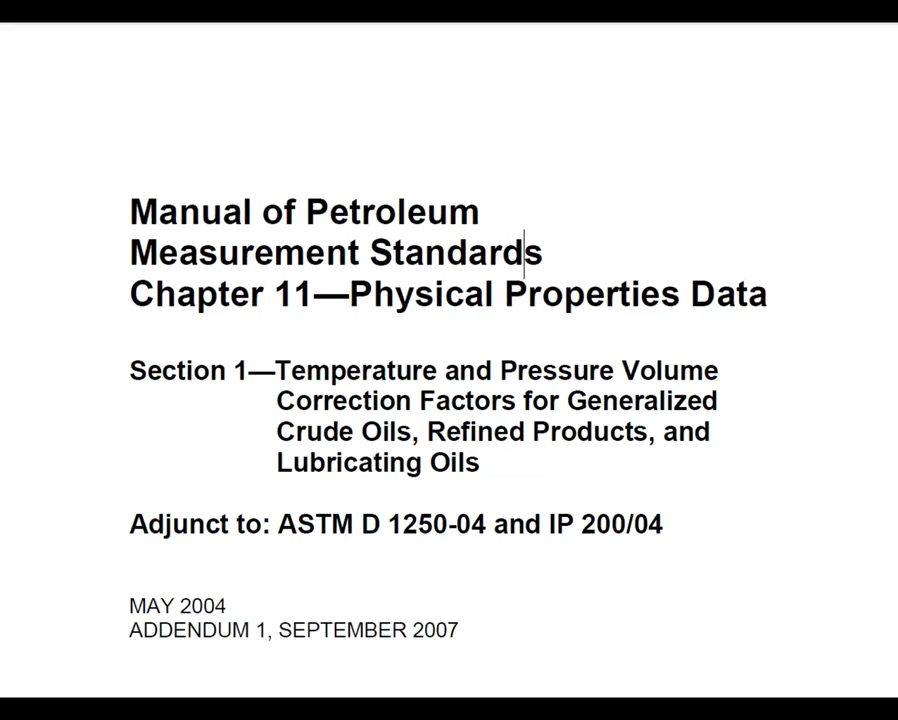 Manual of Petroleum
Measurement Standards
Chapter 11—Physical Properties Data
Section 1—Temperature and Pressure Volume
Correction Factors for Generalized
Crude Oils, Refined Products, and
Lubricating Oils
Adjunct to: ASTM D 1250-04 and IP 200/04
MAY 2004
ADDENDUM 1, SEPTEMBER 2007